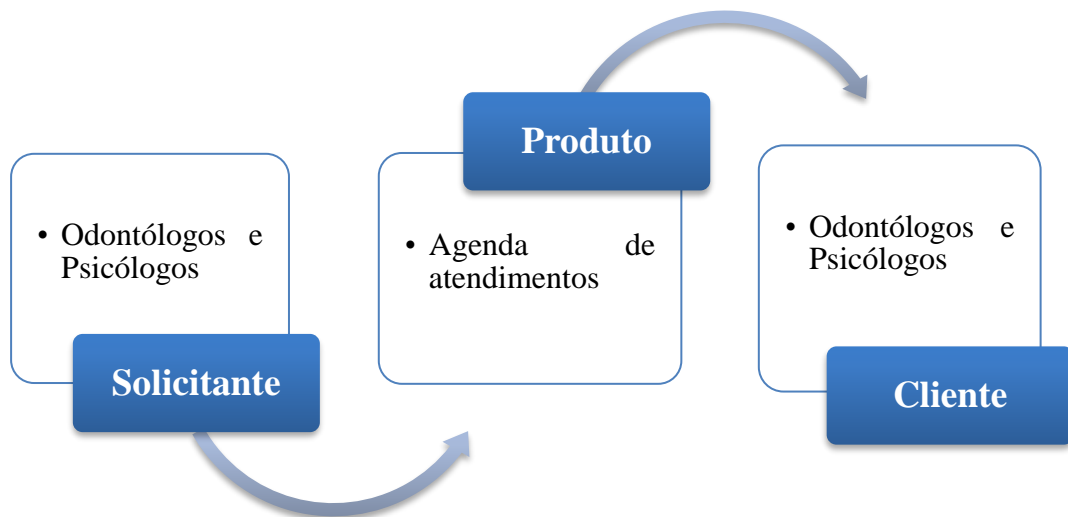 • Odontólogos e
Psicólogos
Solicitante
Produto
• Agenda de
atendimentos
• Odontólogos e
Psicólogos
Cliente